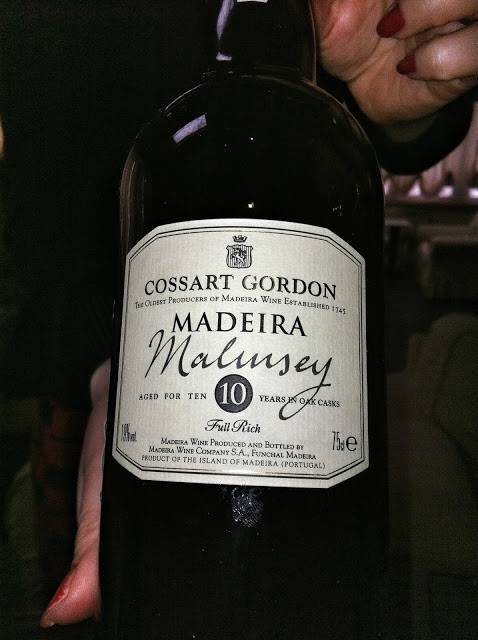 COSSART GORDON
THE OLDEST PRODUCERS OF MADEIRA WINE ESTABLISHED 1745
MADEIRA
Malmsey
AGED FOR TEN 10 YEARS IN OAK CASKS
Full Rich
19%vol. 75cl e
MADEIRA WINE PRODUCED AND BOTTLED BY
MADEIRA WINE COMPANY S.A., FUNCHAL MADEIRA
PRODUCT OF THE ISLAND OF MADEIRA (PORTUGAL)